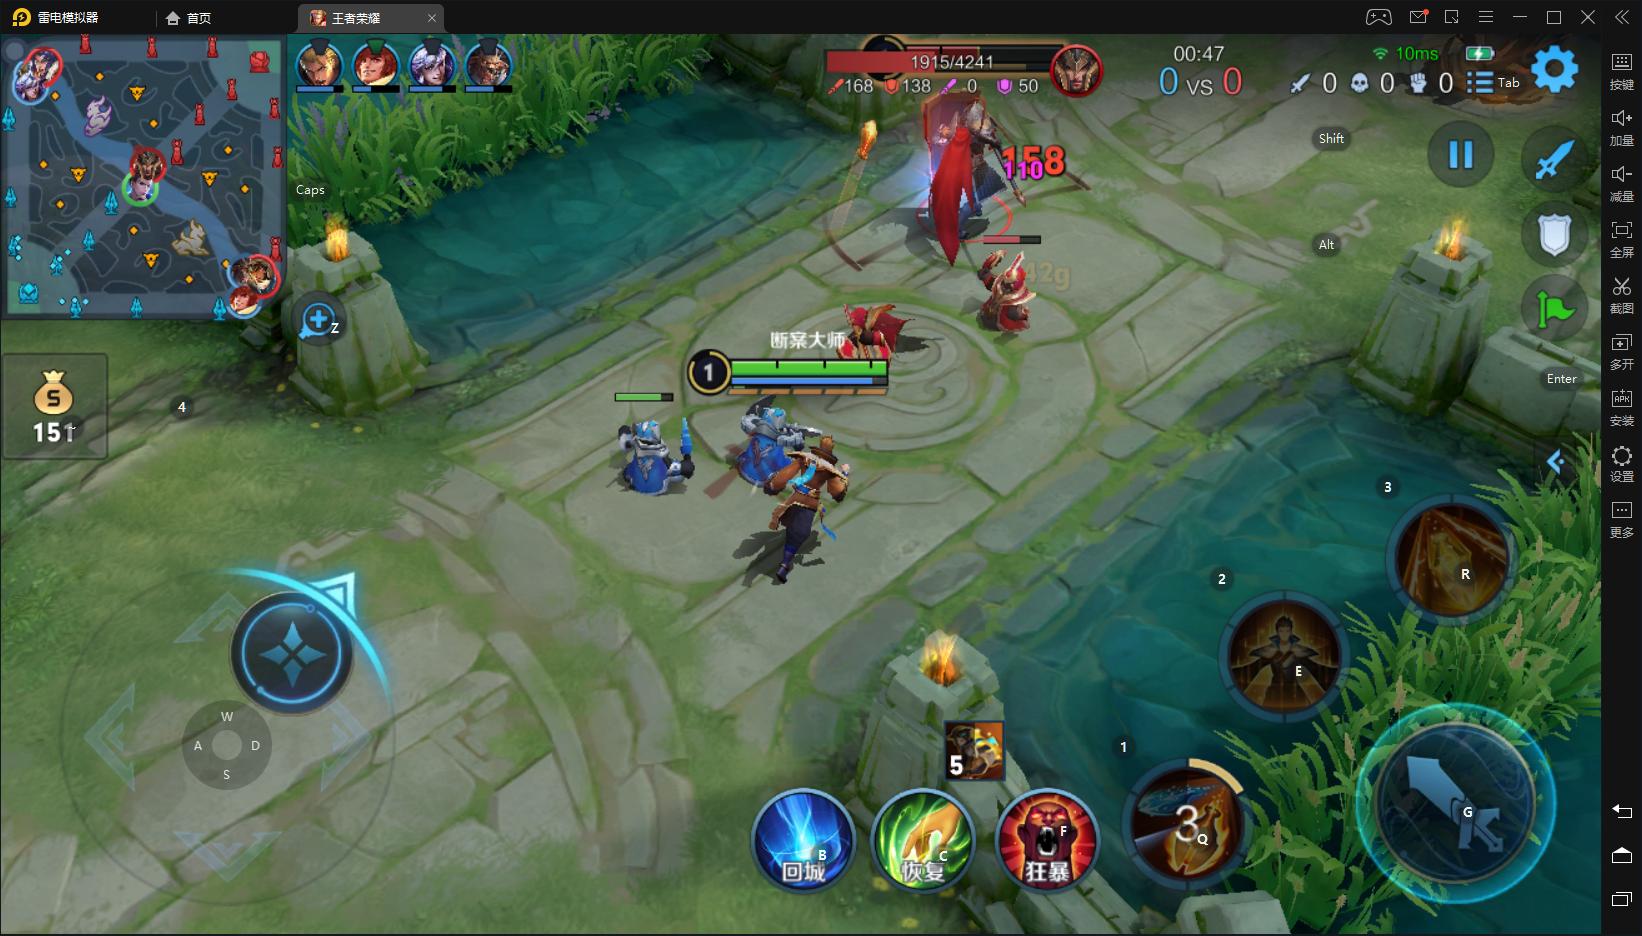 雷电模拟器
首页
王者荣耀
1915/4241
168 138 0 50
00:47
0 VS 0
10ms
0 0 0
Tab
按键
加量
减量
全屏
截图
多开
安装
设置
更多
Shift
Caps
158
110
Alt
42g
Z
断案大师
1
Enter
S
151
4
3
R
2
E
W
A D
S
1
5
3
Q
G
B
回城
C
恢复
F
狂暴
APK